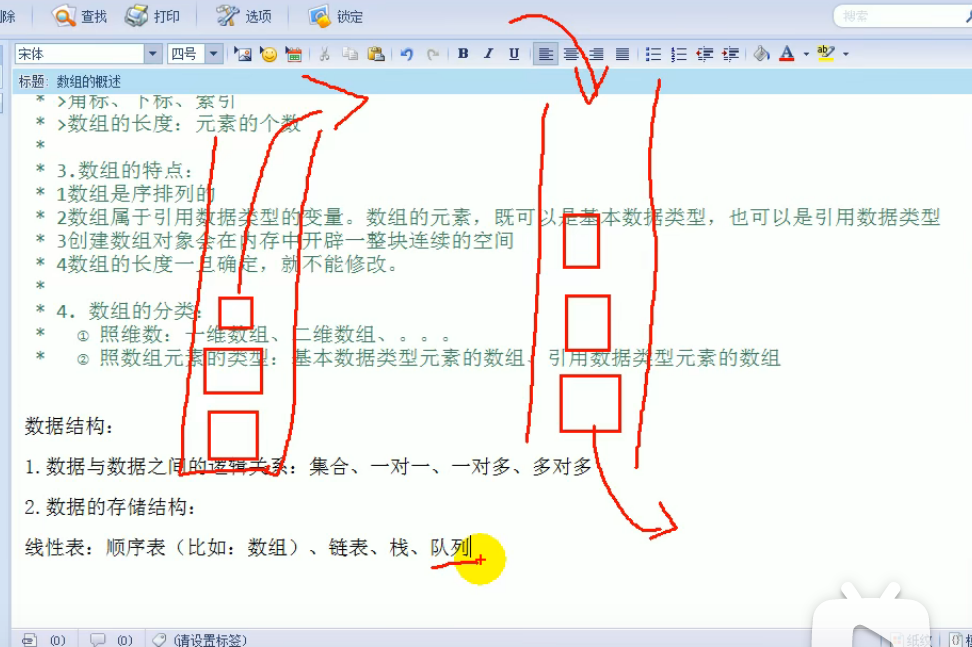 除 查找 打印 选项 锁定 搜索
宋体 四号 B I U A ab
标题: 数组的概述
* >角标、下标、索引
* >数组的长度: 元素的个数
*
* 3.数组的特点:
* 1数组是序排列的
* 2数组属于引用数据类型的变量。数组的元素，既可以是基本数据类型，也可以是引用数据类型
* 3创建数组对象会在内存中开辟一整块连续的空间
* 4数组的长度一旦确定，就不能修改。
*
* 4. 数组的分类:
* ① 照维数: 一维数组、二维数组、。。。
* ② 照数组元素的类型: 基本数据类型元素的数组、引用数据类型元素的数组
数据结构:
1.数据与数据之间的逻辑关系: 集合、一对一、一对多、多对多
2.数据的存储结构:
线性表: 顺序表（比如: 数组）、链表、栈、队列
(0) (0) (请设置标签)